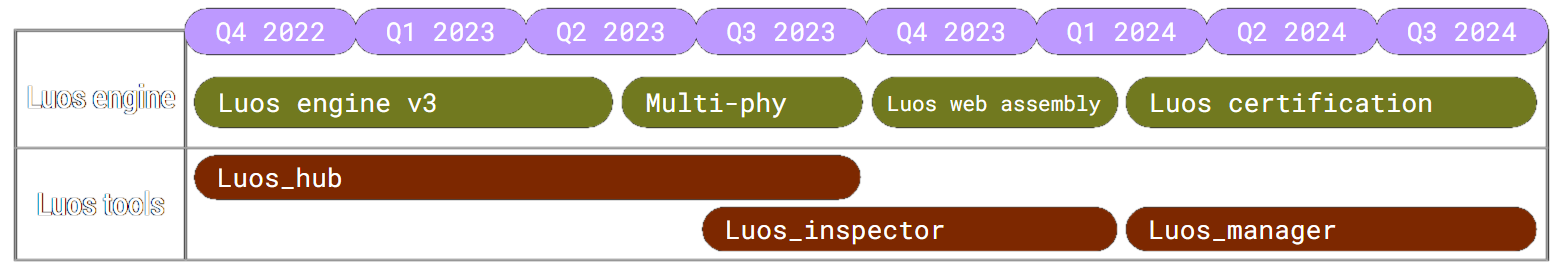 Q4 2022 Q1 2023 Q2 2023 Q3 2023 Q4 2023 Q1 2024 Q2 2024 Q3 2024
Luos engine Luos engine v3 Multi-phy Luos web assembly Luos certification
Luos tools
Luos_hub
Luos_inspector Luos_manager